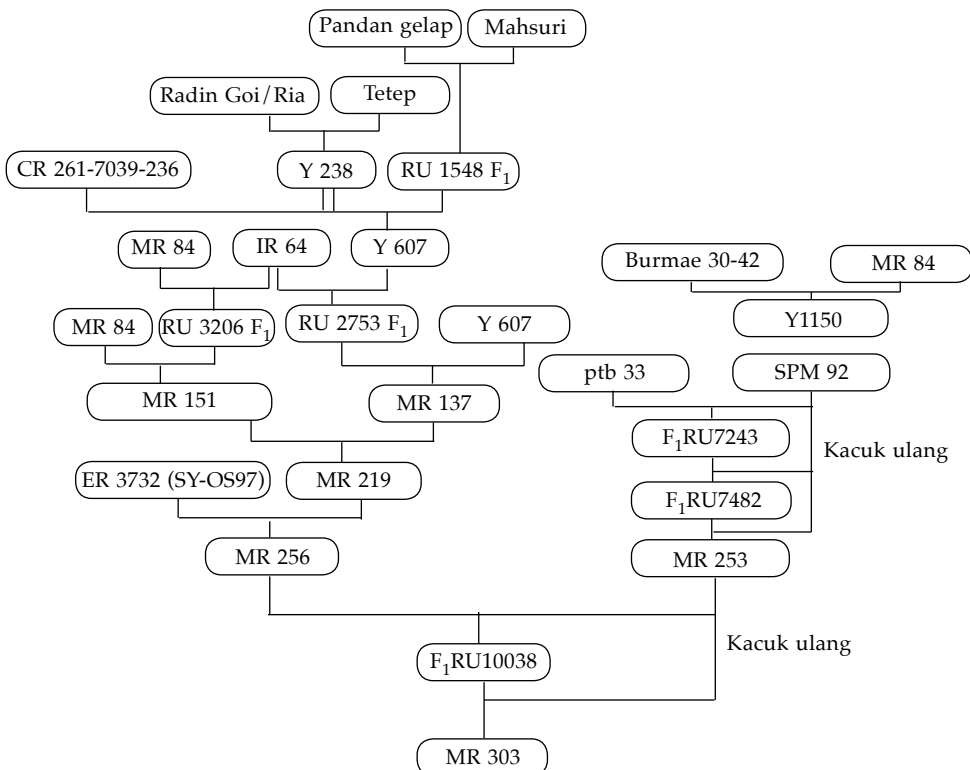 Pandan gelap
Mahsuri
Radin Goi/Ria
Tetep
CR 261-7039-236
Y 238
RU 1548 F₁
MR 84
IR 64
Y 607
Burmae 30-42
MR 84
MR 84
RU 3206 F₁
RU 2753 F₁
Y 607
Y1150
ptb 33
SPM 92
MR 151
MR 137
F₁RU7243
Kacuk ulang
ER 3732 (SY-OS97)
MR 219
F₁RU7482
MR 256
MR 253
Kacuk ulang
F₁RU10038
MR 303